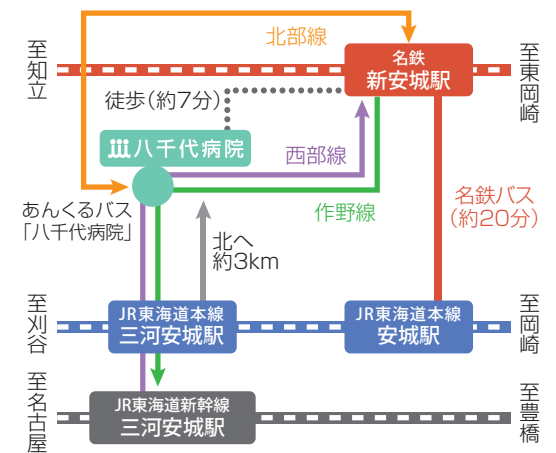 北部線
至知立
名鉄
新安城駅
至東岡崎
徒歩(約7分)
八千代病院
西部線
あんくるバス
「八千代病院」
作野線
名鉄バス
(約20分)
北へ
約3km
至刈谷
JR東海道本線
三河安城駅
JR東海道本線
安城駅
至岡崎
至名古屋
JR東海道新幹線
三河安城駅
至豊橋